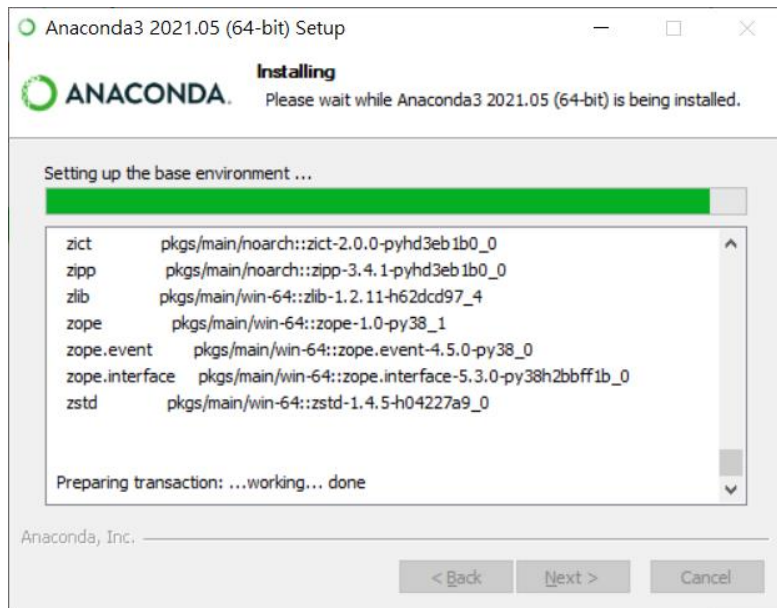 Anaconda3 2021.05 (64-bit) Setup
ANACONDA.
Installing
Please wait while Anaconda3 2021.05 (64-bit) is being installed.
Setting up the base environment ...
zict pkgs/main/noarch::zict-2.0.0-pyhd3eb1b0_0
zipp pkgs/main/noarch::zipp-3.4.1-pyhd3eb1b0_0
zlib pkgs/main/win-64::zlib-1.2.11-h62dcd97_4
zope pkgs/main/win-64::zope-1.0-py38_1
zope.event pkgs/main/win-64::zope.event-4.5.0-py38_0
zope.interface pkgs/main/win-64::zope.interface-5.3.0-py38h2bbff1b_0
zstd pkgs/main/win-64::zstd-1.4.5-h04227a9_0
Preparing transaction: ...working... done
Anaconda, Inc.
< Back Next > Cancel